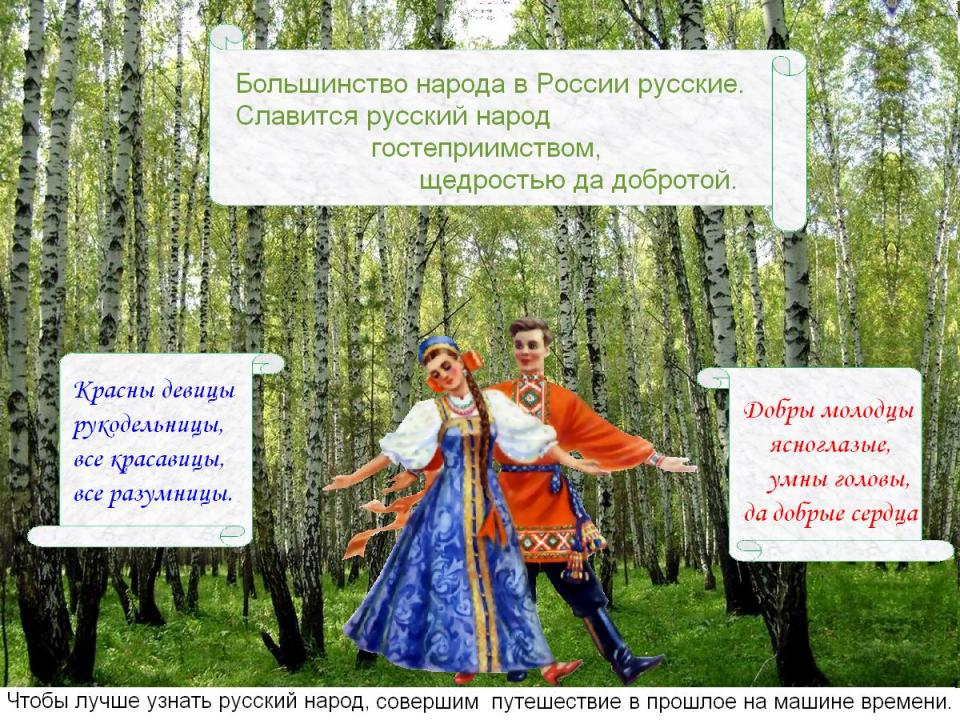 Большинство народа в России русские.
Славится русский народ
гостеприимством,
щедростью да добротой.
Красны девицы
рукодельницы,
все красавицы,
все разумницы.
Добры молодцы
ясноглазые,
умны головы,
да добрые сердца
Чтобы лучше узнать русский народ, совершим путешествие в прошлое на машине времени.